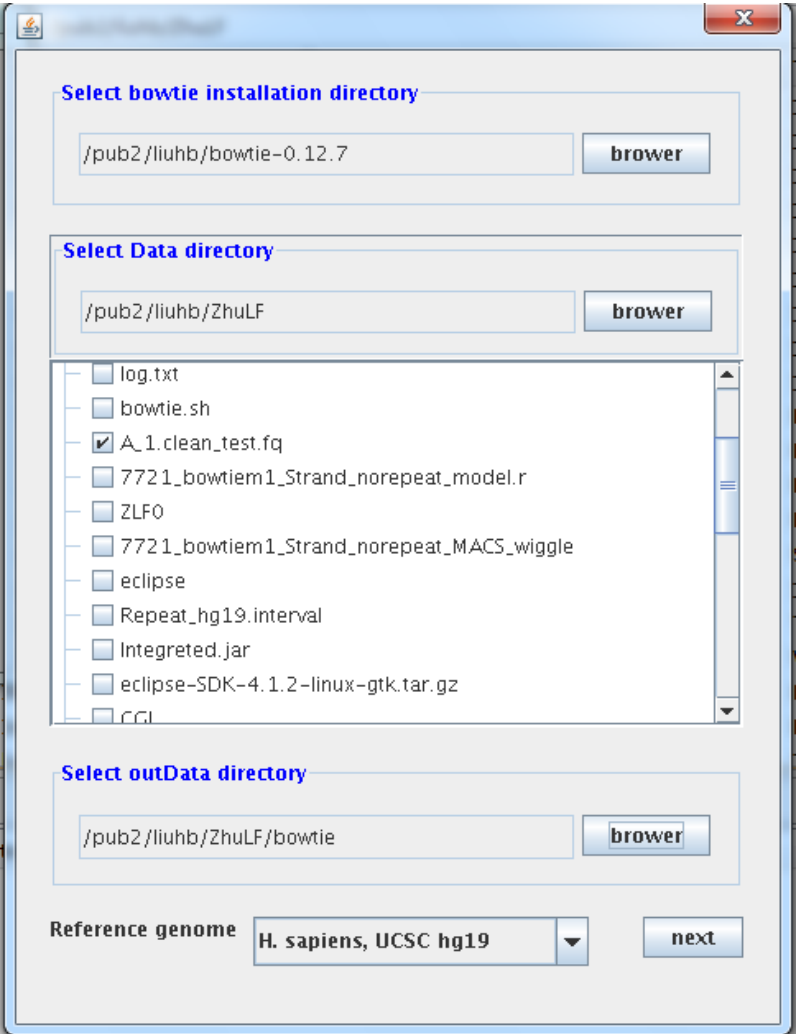 Select bowtie installation directory
/pub2/liuhb/bowtie-0.12.7 brower
Select Data directory
/pub2/liuhb/ZhuLF brower
log.txt
bowtie.sh
A_1.clean_test.fq
7721_bowtiem1_Strand_norepeat_model.r
ZLF0
7721_bowtiem1_Strand_norepeat_MACS_wiggle
eclipse
Repeat_hg19.interval
Integreted.jar
eclipse-SDK-4.1.2-linux-gtk.tar.gz
Select outData directory
/pub2/liuhb/ZhuLF/bowtie brower
Reference genome H. sapiens, UCSC hg19 next